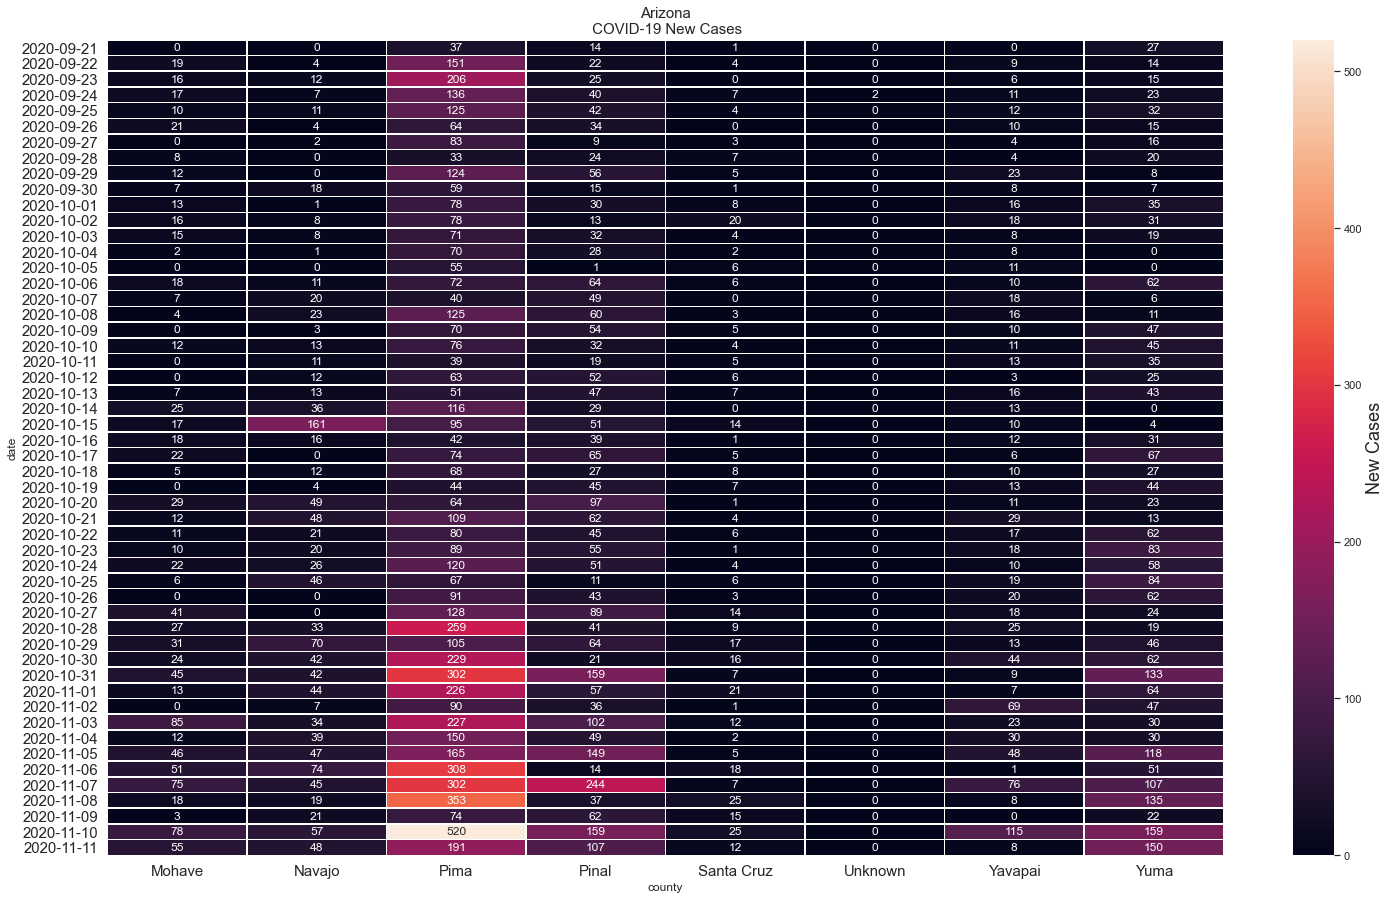 Arizona
COVID-19 New Cases
2020-09-21 0 0 37 14 1 0 0 27
2020-09-22 19 4 151 22 4 0 9 14
2020-09-23 16 12 206 25 0 0 6 15
2020-09-24 17 7 136 40 7 2 11 23
2020-09-25 10 11 125 42 4 0 12 32
2020-09-26 21 4 64 34 0 0 10 15
2020-09-27 0 2 83 9 3 0 4 16
2020-09-28 8 0 33 24 7 0 4 20
2020-09-29 12 0 124 56 5 0 23 8
2020-09-30 7 18 59 15 1 0 8 7
2020-10-01 13 1 78 30 8 0 16 35
2020-10-02 16 8 78 13 20 0 18 31
2020-10-03 15 8 71 32 4 0 8 19
2020-10-04 2 1 70 28 2 0 8 0
2020-10-05 0 0 55 1 6 0 11 0
2020-10-06 18 11 72 64 6 0 10 62
2020-10-07 7 20 40 49 0 0 18 6
2020-10-08 4 23 125 60 3 0 16 11
2020-10-09 0 3 70 54 5 0 10 47
2020-10-10 12 13 76 32 4 0 11 45
2020-10-11 0 11 39 19 5 0 13 35
2020-10-12 0 12 63 52 6 0 3 25
2020-10-13 7 13 51 47 7 0 16 43
2020-10-14 25 36 116 29 0 0 13 0
2020-10-15 17 161 95 51 14 0 10 4
2020-10-16 18 16 42 39 1 0 12 31
2020-10-17 22 0 74 65 5 0 6 67
2020-10-18 5 12 68 27 8 0 10 27
2020-10-19 0 4 44 45 7 0 13 44
2020-10-20 29 49 64 97 1 0 11 23
2020-10-21 12 48 109 62 4 0 29 13
2020-10-22 11 21 80 45 6 0 17 62
2020-10-23 10 20 89 55 1 0 18 83
2020-10-24 22 26 120 51 4 0 10 58
2020-10-25 6 46 67 11 6 0 19 84
2020-10-26 0 0 91 43 3 0 20 62
2020-10-27 41 0 128 89 14 0 18 24
2020-10-28 27 33 259 41 9 0 25 19
2020-10-29 31 70 105 64 17 0 13 46
2020-10-30 24 42 229 21 16 0 44 62
2020-10-31 45 42 302 159 7 0 9 133
2020-11-01 13 44 226 57 21 0 7 64
2020-11-02 0 7 90 36 1 0 69 47
2020-11-03 85 34 227 102 12 0 23 30
2020-11-04 12 39 150 49 2 0 30 30
2020-11-05 46 47 165 149 5 0 48 118
2020-11-06 51 74 308 14 18 0 1 51
2020-11-07 75 45 302 244 7 0 76 107
2020-11-08 18 19 353 37 25 0 8 135
2020-11-09 3 21 74 62 15 0 0 22
2020-11-10 78 57 520 159 25 0 115 159
2020-11-11 55 48 191 107 12 0 8 150
Mohave Navajo Pima Pinal Santa Cruz Unknown Yavapai Yuma
county
date
500
400
300
200
100
0
New Cases